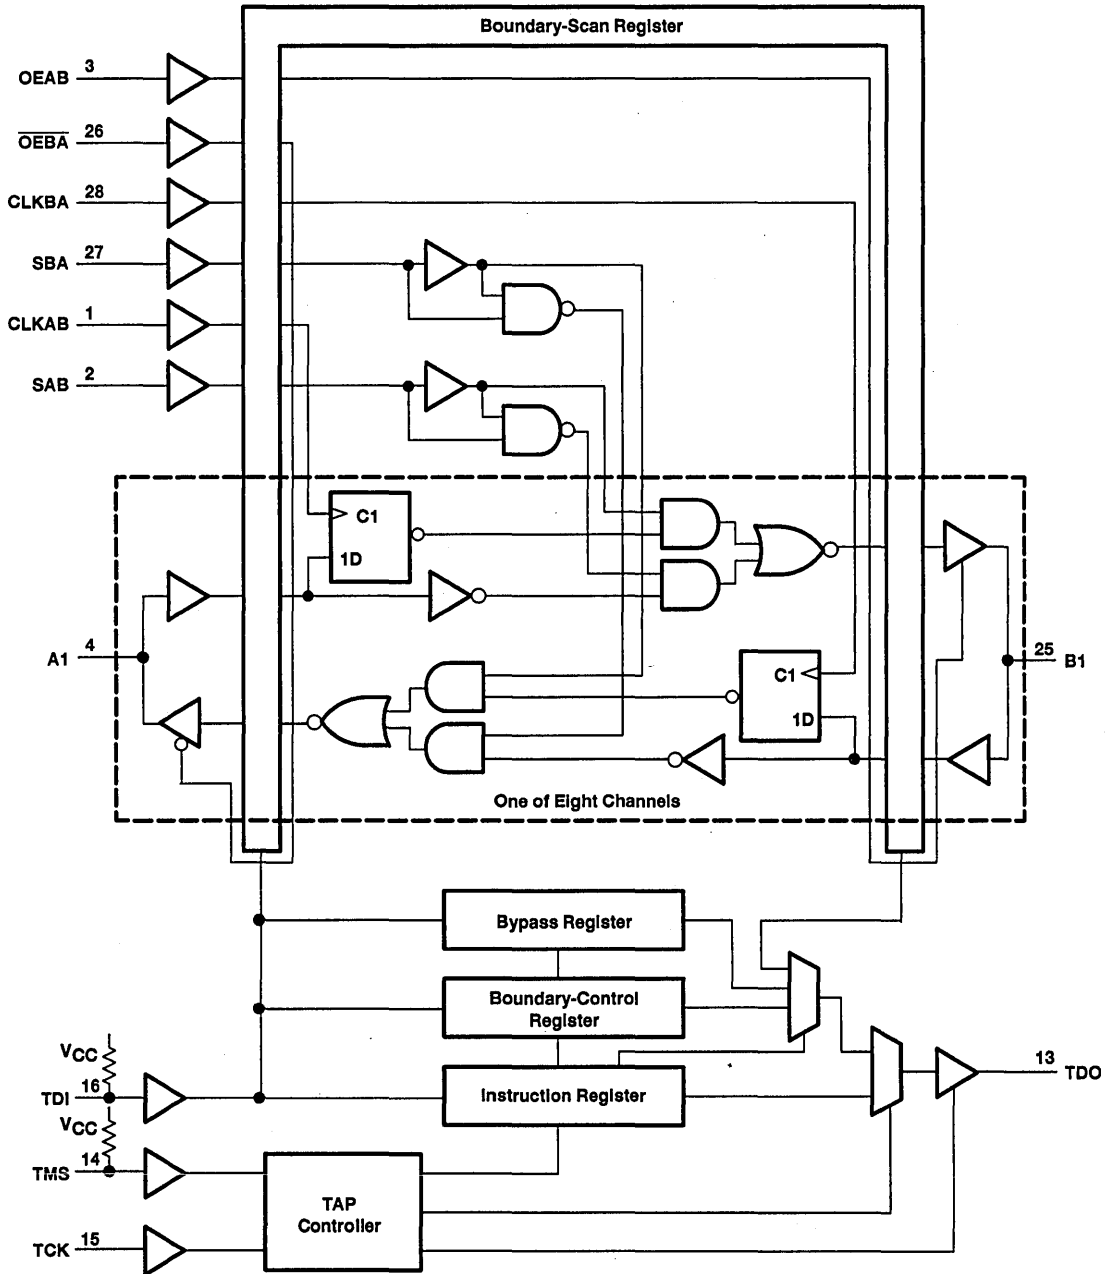 Boundary-Scan Register
OEAB 3
OEBA 26
CLKBA 28
SBA 27
CLKAB 1
SAB 2
C1
1D
A1 4
25 B1
C1
1D
One of Eight Channels
Bypass Register
Boundary-Control
Register
VCC
16
TDI
Instruction Register
13 TDO
VCC
14
TMS
TAP
Controller
TCK 15